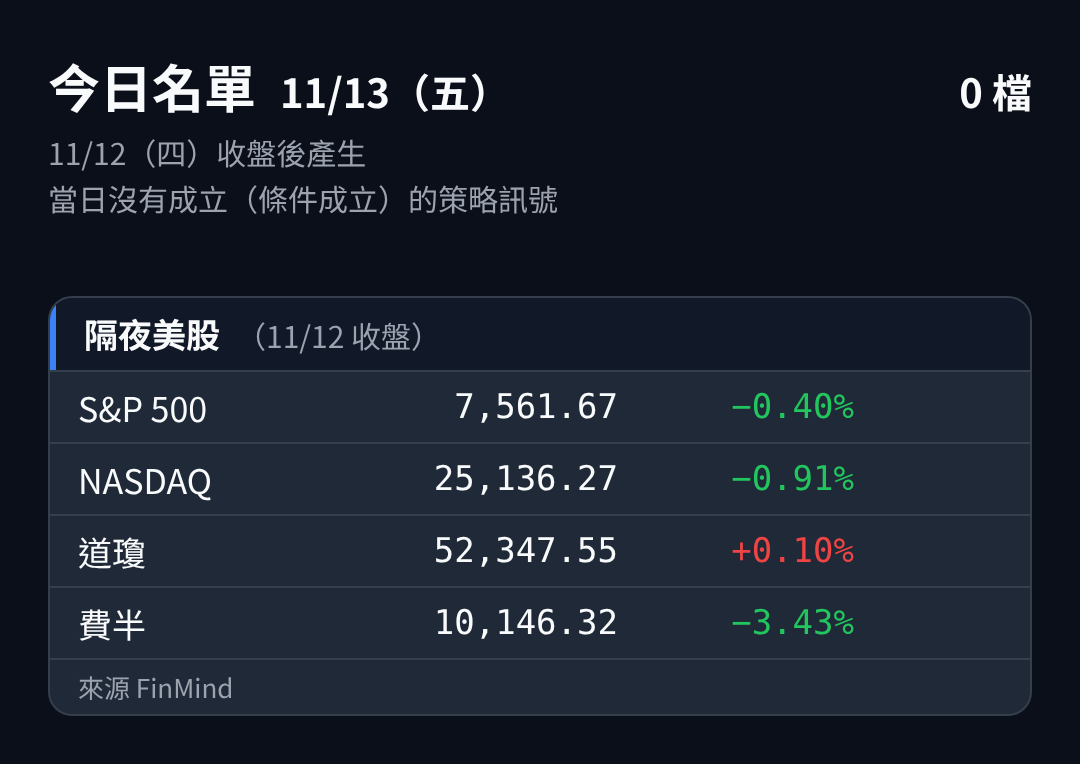 今日名單 11/13（五） 0 檔
11/12（四）收盤後產生
當日沒有成立（條件成立）的策略訊號
隔夜美股 （11/12 收盤）
S&P 500 7,561.67 −0.40%
NASDAQ 25,136.27 −0.91%
道瓊 52,347.55 +0.10%
費半 10,146.32 −3.43%
來源 FinMind